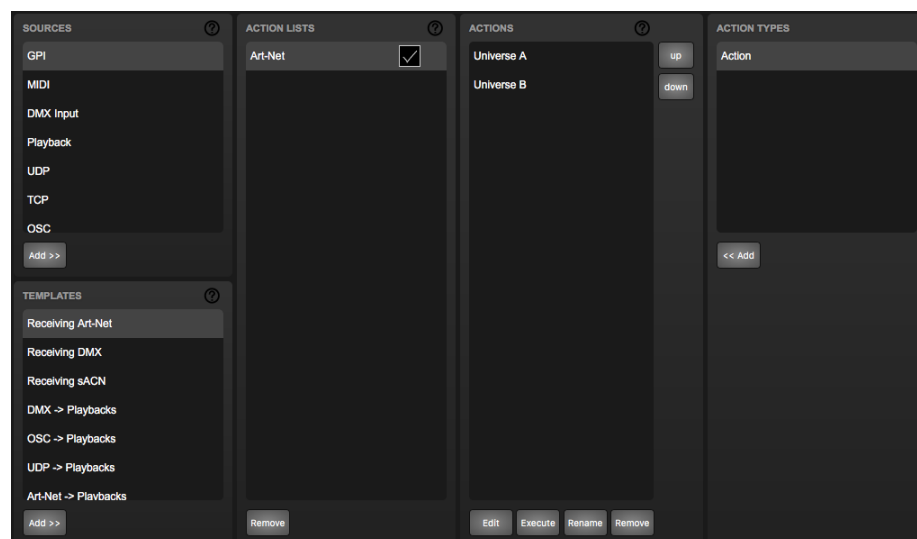 SOURCES
GPI
MIDI
DMX Input
Playback
UDP
TCP
OSC
Add >>
TEMPLATES
Receiving Art-Net
Receiving DMX
Receiving sACN
DMX -> Playbacks
OSC -> Playbacks
UDP -> Playbacks
Art-Net -> Playbacks
Add >>
ACTION LISTS
Art-Net
Remove
ACTIONS
Universe A
Universe B
up
down
Edit Execute Rename Remove
ACTION TYPES
Action
<< Add